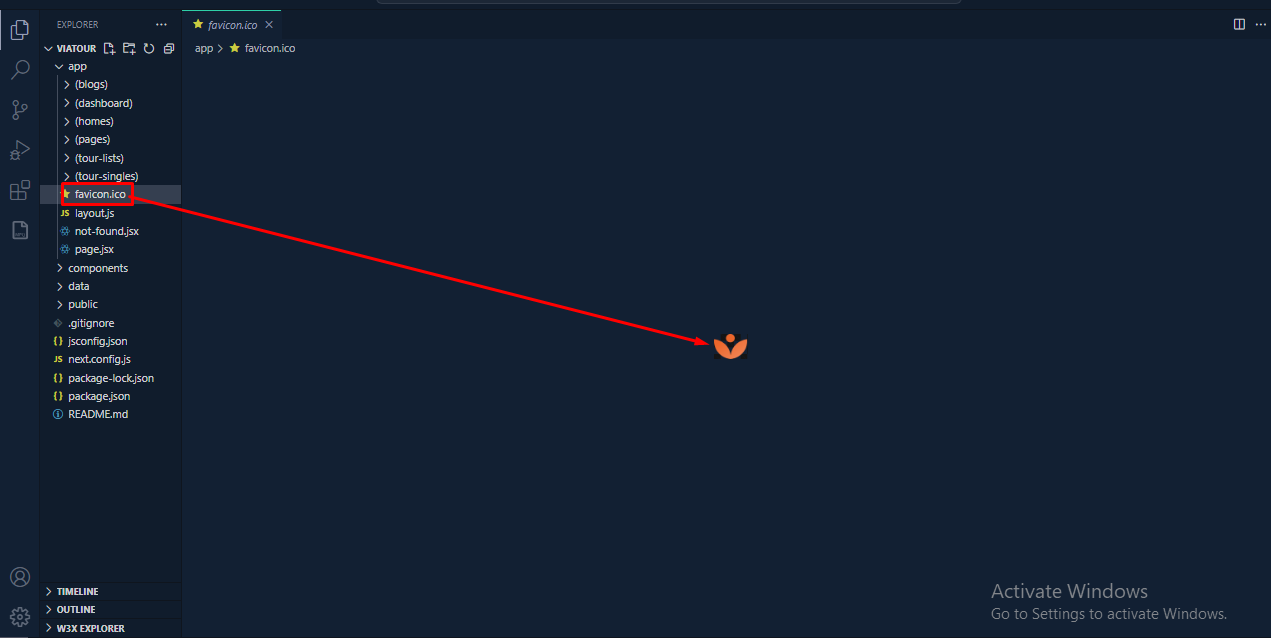 EXPLORER
favicon.ico
VIATOUR
app > favicon.ico
app
(blogs)
(dashboard)
(homes)
(pages)
(tour-lists)
(tour-singles)
favicon.ico
JS layout.js
not-found.jsx
page.jsx
components
data
public
.gitignore
{} jsconfig.json
JS next.config.js
{} package-lock.json
{} package.json
README.md
TIMELINE
OUTLINE
W3X EXPLORER
Activate Windows
Go to Settings to activate Windows.